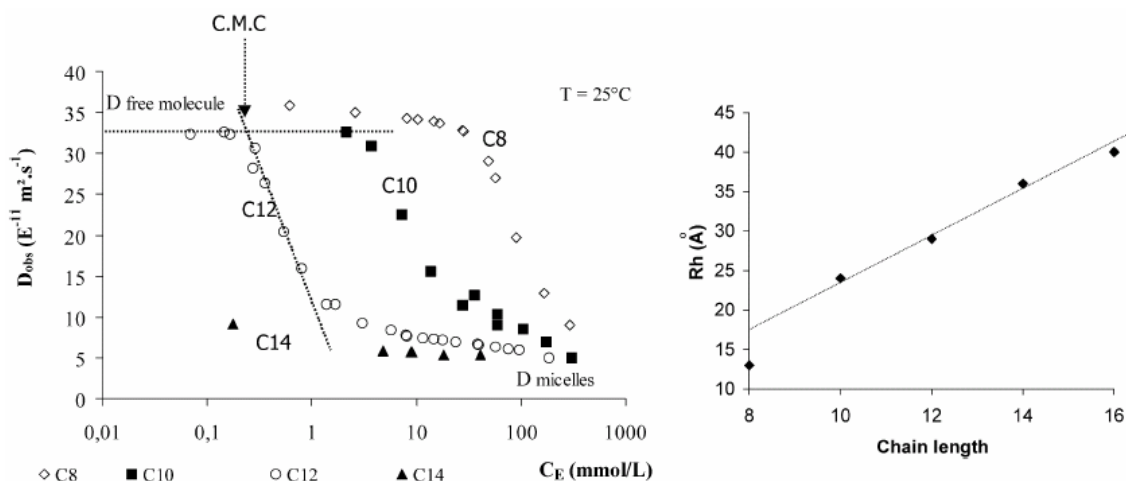 C.M.C
40
35
30
25
20
15
10
5
0
D free molecule
T = 25°C
C8
C10
C12
C14
D micelles
Dobs (E⁻¹¹ m².s⁻¹)
0,01
0,1
1
10
100
1000
C_E (mmol/L)
C8
C10
C12
C14
45
40
35
30
25
20
15
10
Rh (Å)
8
10
12
14
16
Chain length